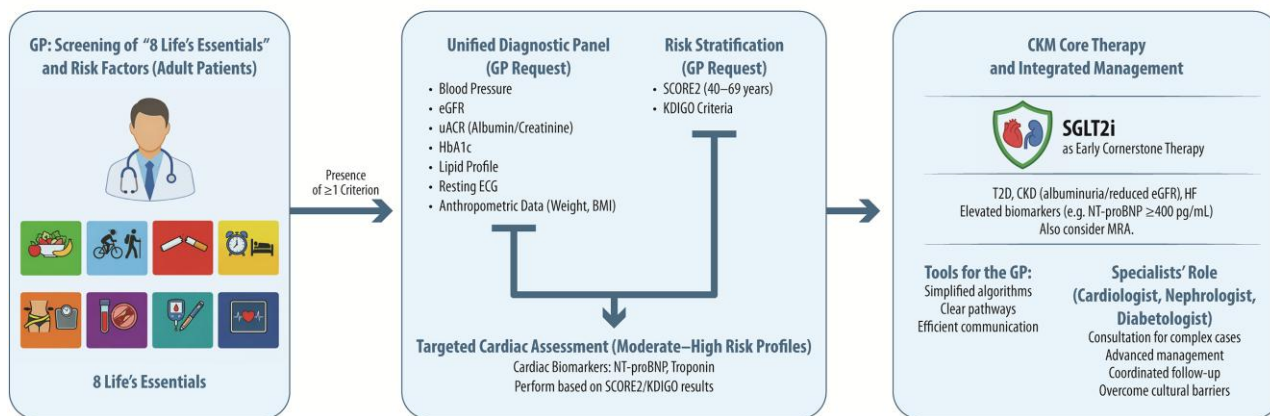 GP: Screening of “8 Life’s Essentials”
and Risk Factors (Adult Patients)
8 Life’s Essentials
Presence
of ≥1 Criterion
Unified Diagnostic Panel
(GP Request)
• Blood Pressure
• eGFR
• uACR (Albumin/Creatinine)
• HbA1c
• Lipid Profile
• Resting ECG
• Anthropometric Data (Weight, BMI)
Risk Stratification
(GP Request)
• SCORE2 (40–69 years)
• KDIGO Criteria
Targeted Cardiac Assessment (Moderate–High Risk Profiles)
Cardiac Biomarkers: NT-proBNP, Troponin
Perform based on SCORE2/KDIGO results
CKM Core Therapy
and Integrated Management
SGLT2i
as Early Cornerstone Therapy
T2D, CKD (albuminuria/reduced eGFR), HF
Elevated biomarkers (e.g. NT-proBNP ≥400 pg/mL)
Also consider MRA.
Tools for the GP:
Simplified algorithms
Clear pathways
Efficient communication
Specialists’ Role
(Cardiologist, Nephrologist,
Diabetologist)
Consultation for complex cases
Advanced management
Coordinated follow-up
Overcome cultural barriers